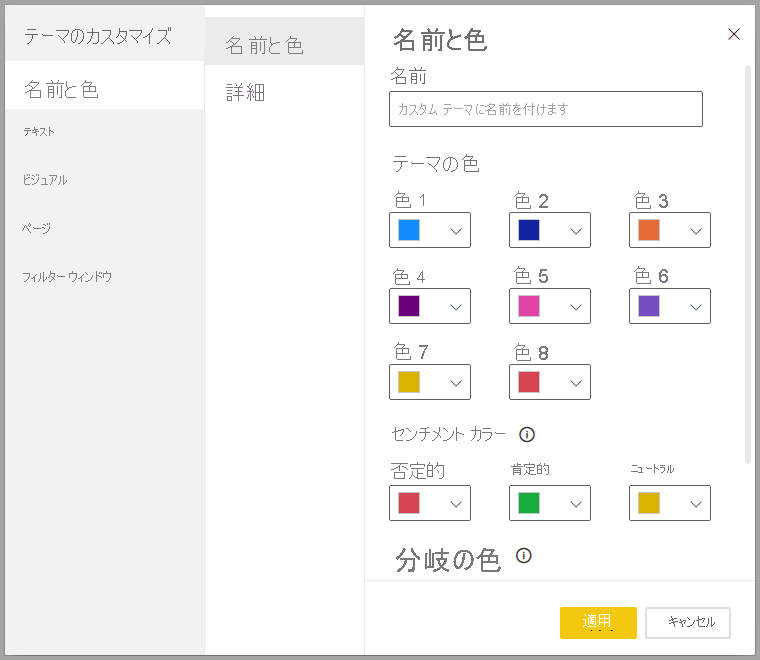 テーマのカスタマイズ
名前と色
テキスト
ビジュアル
ページ
フィルター ウィンドウ
名前と色
詳細
名前と色
名前
カスタム テーマに名前を付けます
テーマの色
色 1
色 2
色 3
色 4
色 5
色 6
色 7
色 8
センチメント カラー
否定的
肯定的
ニュートラル
分岐の色
適用
キャンセル